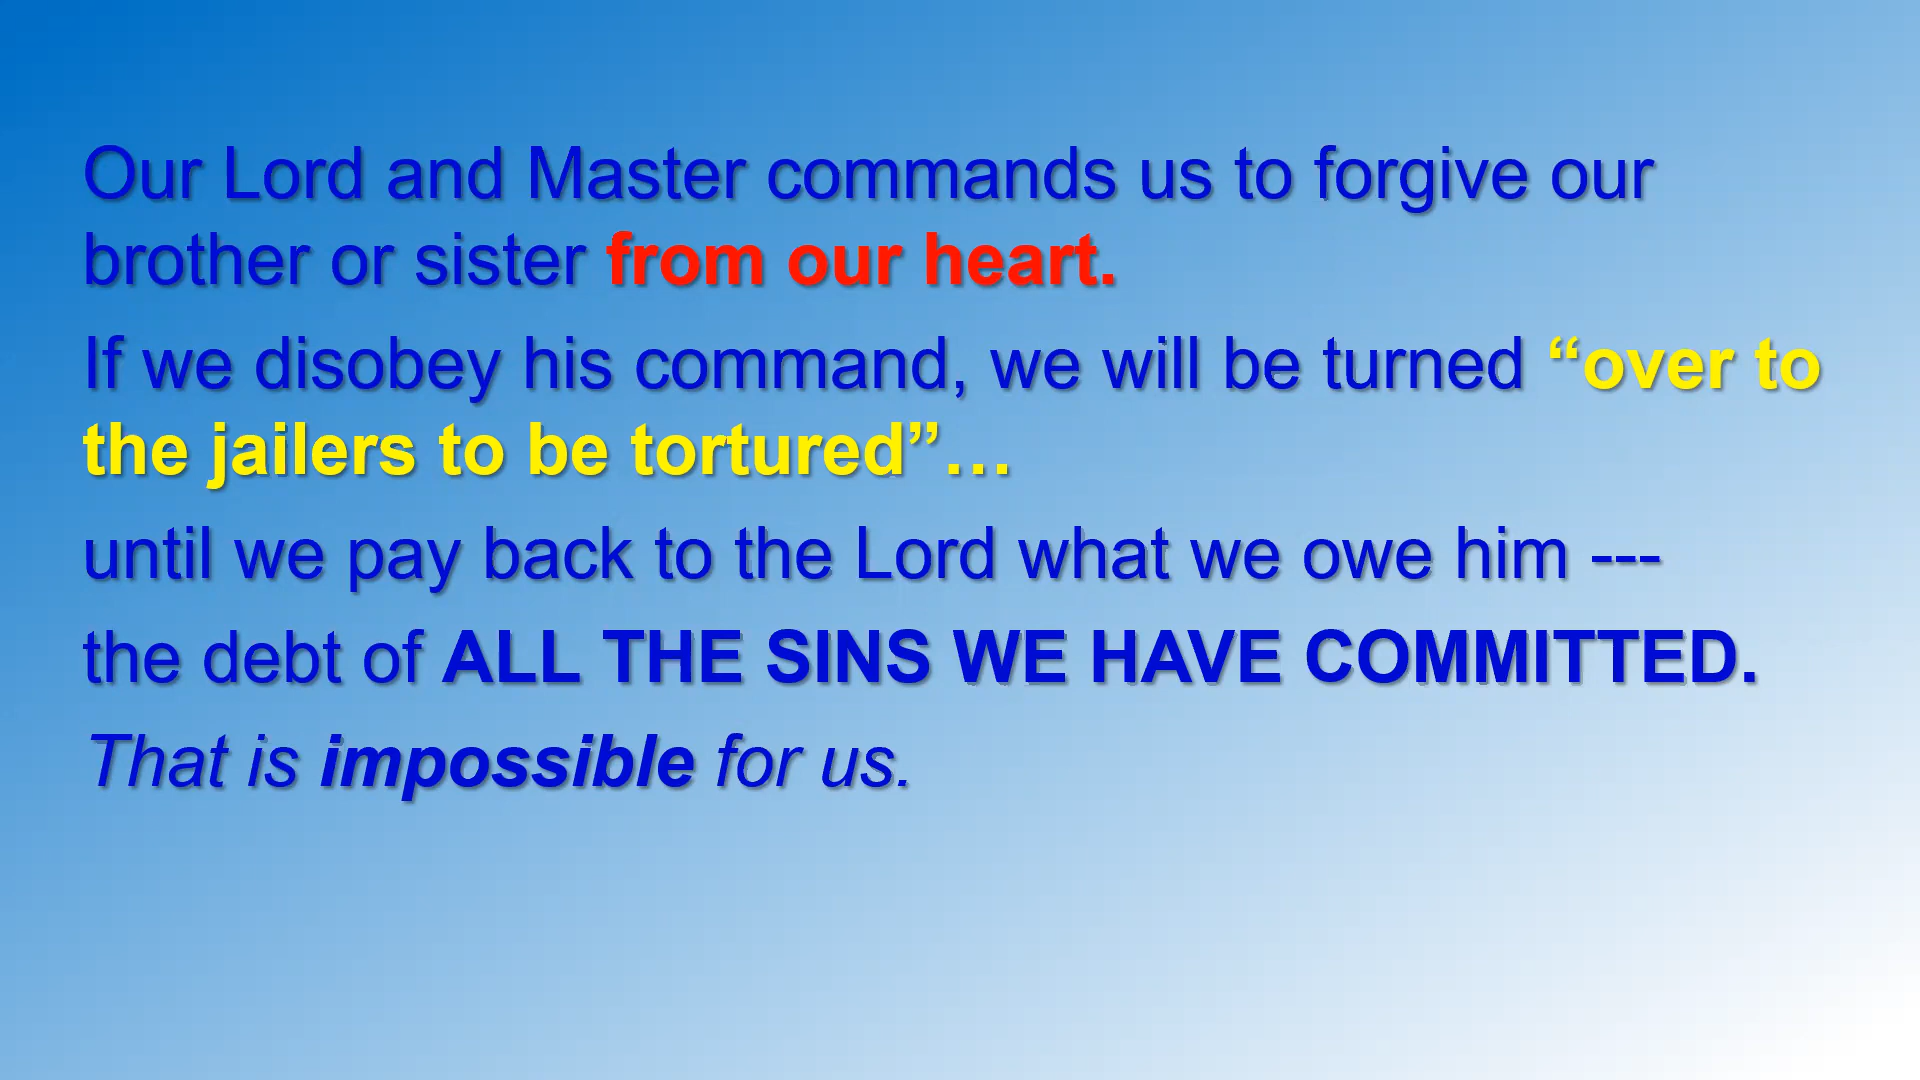 Our Lord and Master commands us to forgive our
brother or sister from our heart.
If we disobey his command, we will be turned “over to
the jailers to be tortured”…
until we pay back to the Lord what we owe him ---
the debt of ALL THE SINS WE HAVE COMMITTED.
That is impossible for us.